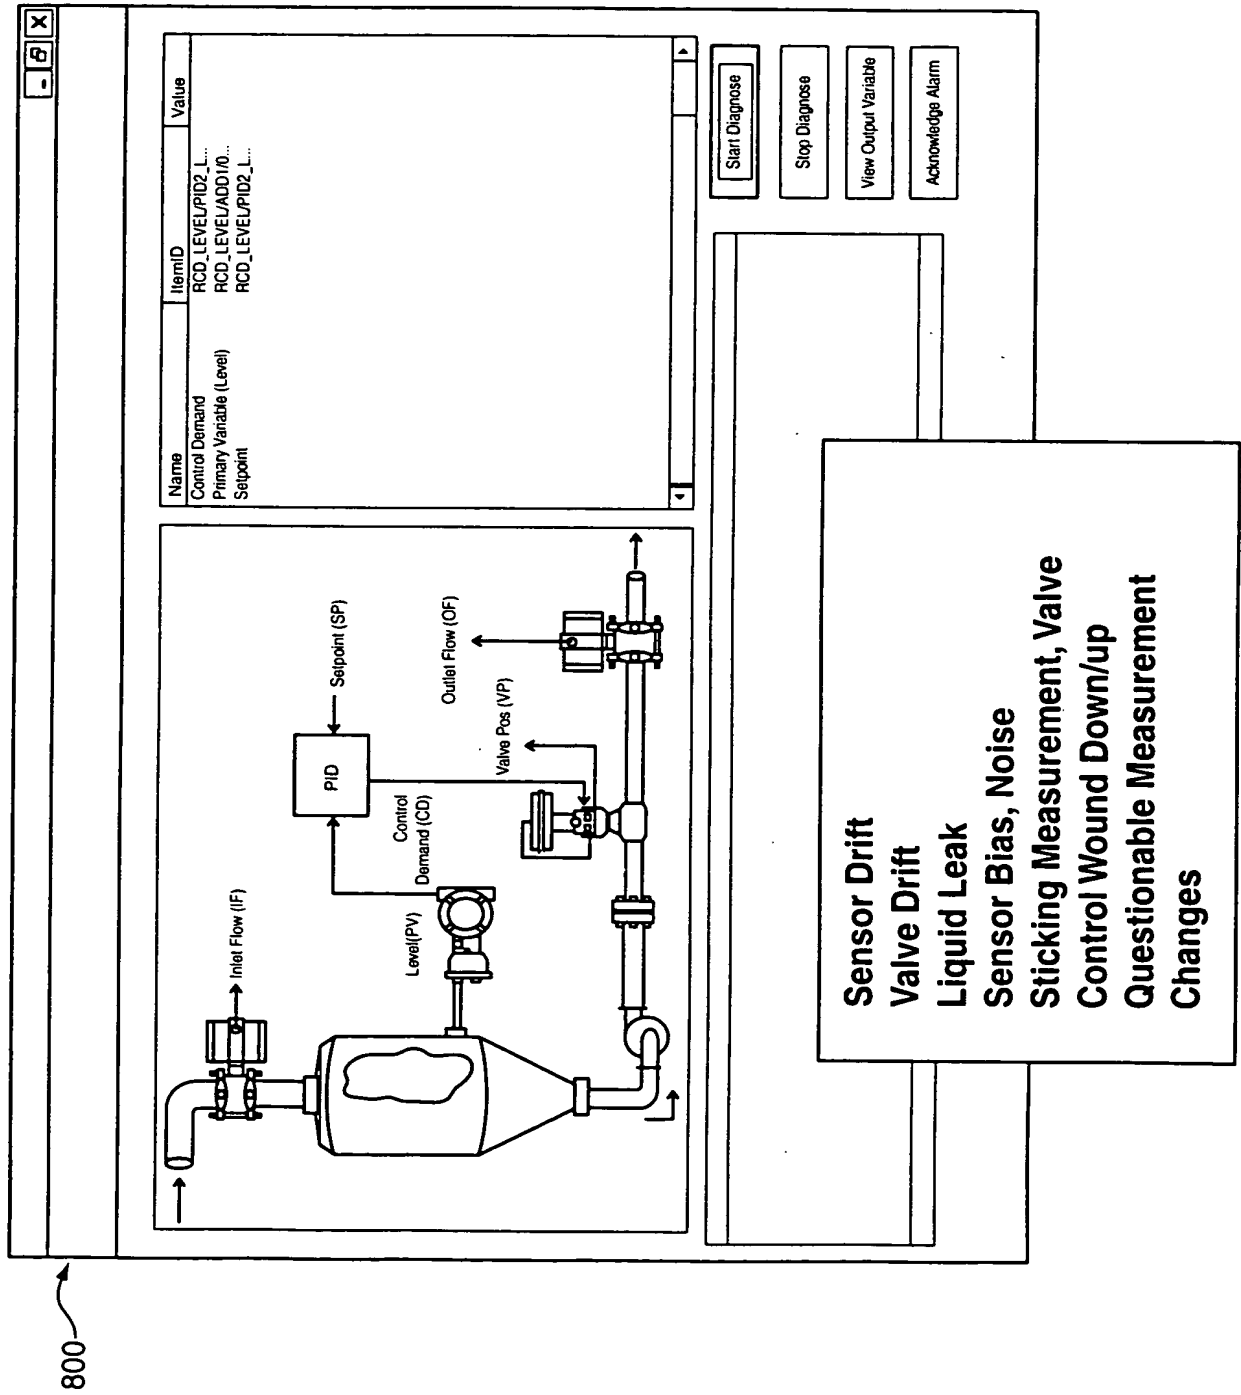 800
Name ItemID Value
Control Demand RCD_LEVEL/PID2_L...
Primary Variable (Level) RCD_LEVEL/ADD1/0...
Setpoint RCD_LEVEL/PID2_L...
Inlet Flow (IF)
Level(PV)
Control
Demand (CD)
PID
Setpoint (SP)
Valve Pos (VP)
Outlet Flow (OF)
Start Diagnose
Stop Diagnose
View Output Variable
Acknowledge Alarm
Sensor Drift
Valve Drift
Liquid Leak
Sensor Bias, Noise
Sticking Measurement, Valve
Control Wound Down/up
Questionable Measurement
Changes